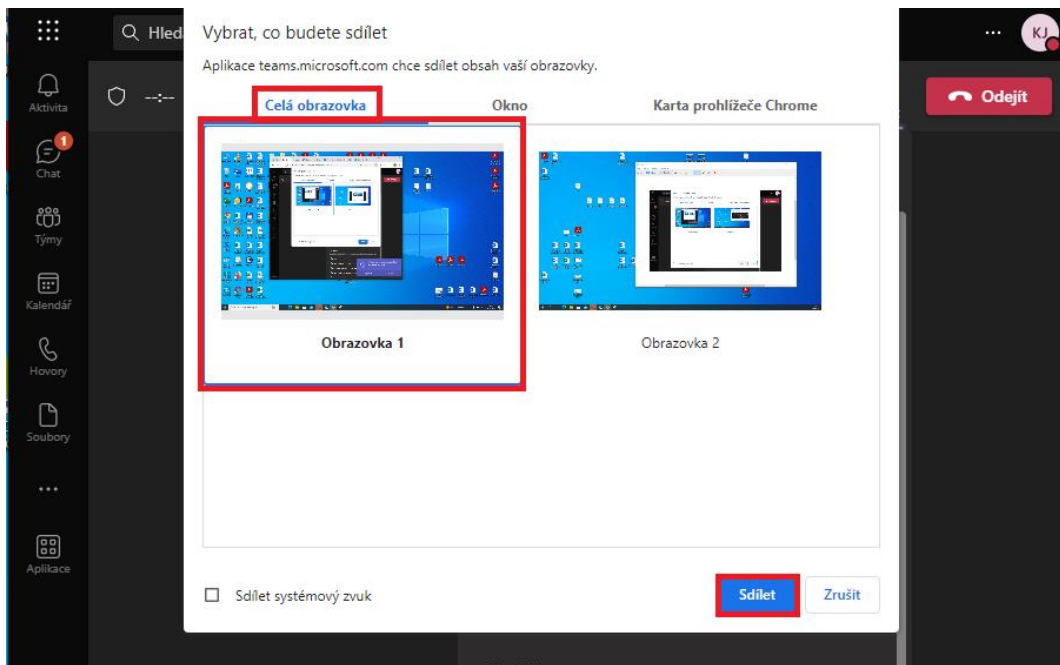 Hled
KJ
Aktivita
Chat
1
Týmy
Kalendář
Hovory
Soubory
Aplikace
--:--
Odejít
Vybrat, co budete sdílet
Aplikace teams.microsoft.com chce sdílet obsah vaší obrazovky.
Celá obrazovka Okno Karta prohlížeče Chrome
Obrazovka 1 Obrazovka 2
Sdílet systémový zvuk
Sdílet Zrušit